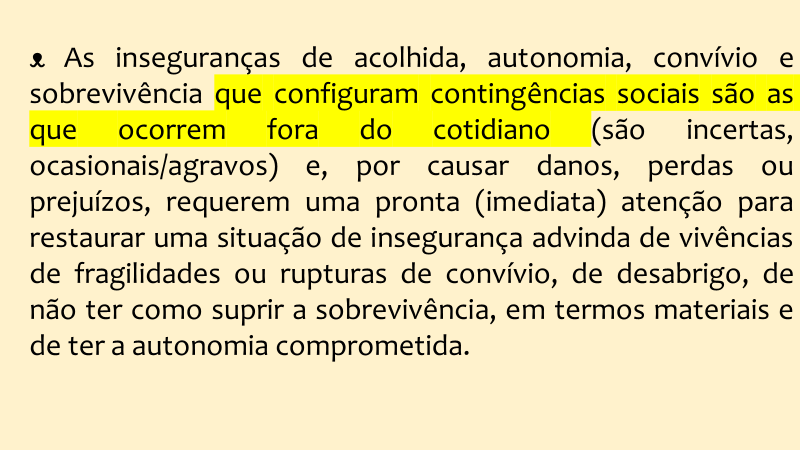 ᴥ As inseguranças de acolhida, autonomia, convívio e
sobrevivência que configuram contingências sociais são as
que ocorrem fora do cotidiano (são incertas,
ocasionais/agravos) e, por causar danos, perdas ou
prejuízos, requerem uma pronta (imediata) atenção para
restaurar uma situação de insegurança advinda de vivências
de fragilidades ou rupturas de convívio, de desabrigo, de
não ter como suprir a sobrevivência, em termos materiais e
de ter a autonomia comprometida.